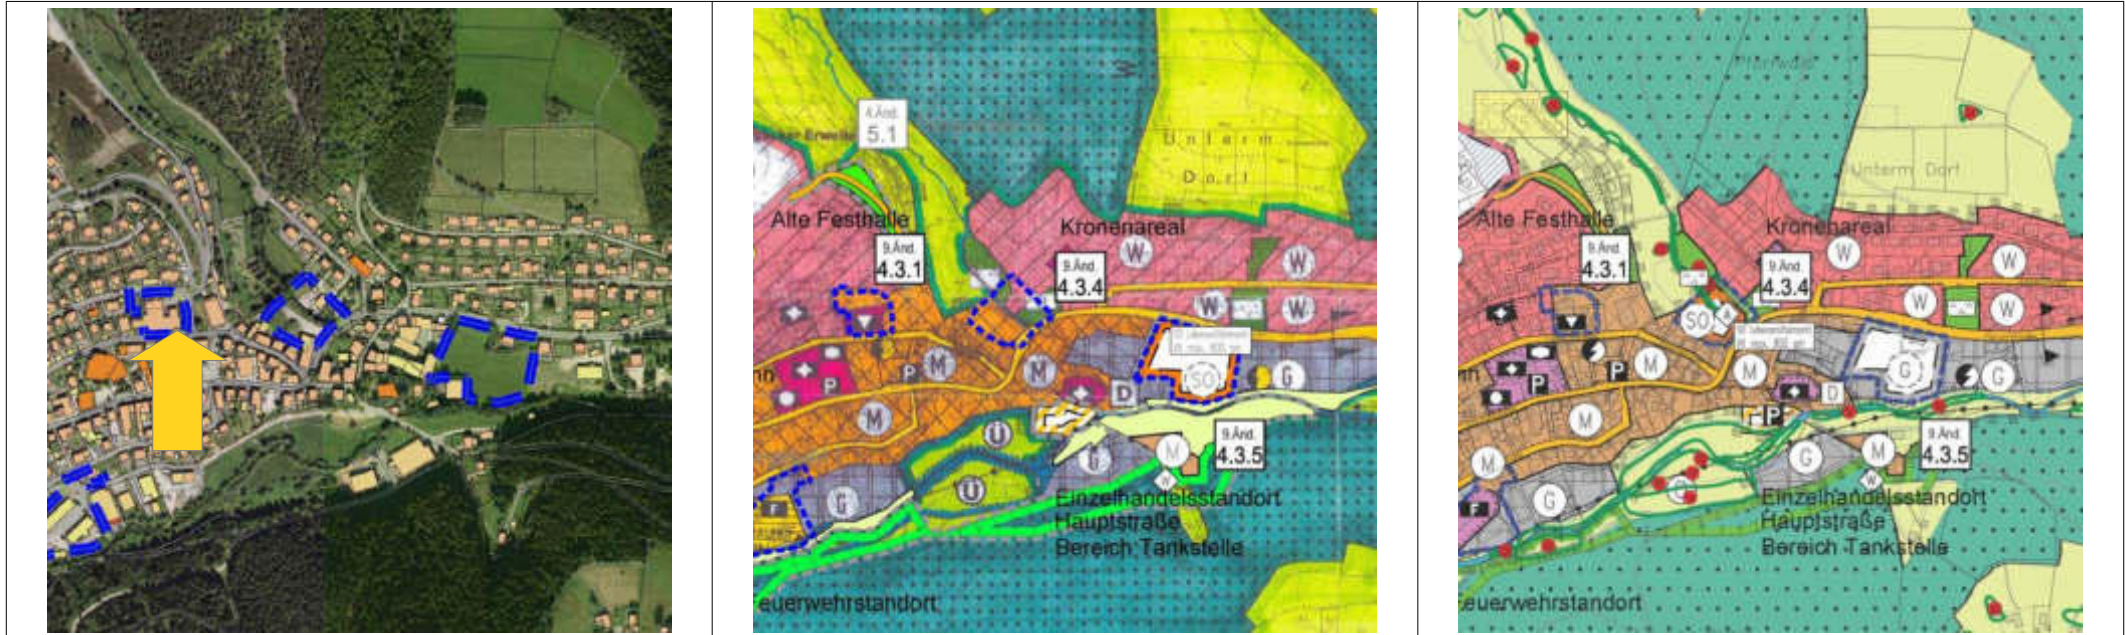 4.Änd.
5.1
Unterm
Dorf
Alte Festhalle
Kronenareal
9.Änd.
4.3.1
9.Änd.
4.3.4
W
W
W
W
M
M
P
P
D
SO
G
M
Ü
G
M
9.Änd.
4.3.5
G
Ü
W
F
Einzelhandelsstandort
Hauptstraße
Bereich Tankstelle
euerwehrstandort
Unterm Dorf
Alte Festhalle
Kronenareal
9.Änd.
4.3.1
9.Änd.
4.3.4
W
W
W
W
SO
A
M
P
M
G
G
P
D
P
M
M
G
M
9.Änd.
4.3.5
W
F
G
Einzelhandelsstandort
Hauptstraße
Bereich Tankstelle
euerwehrstandort